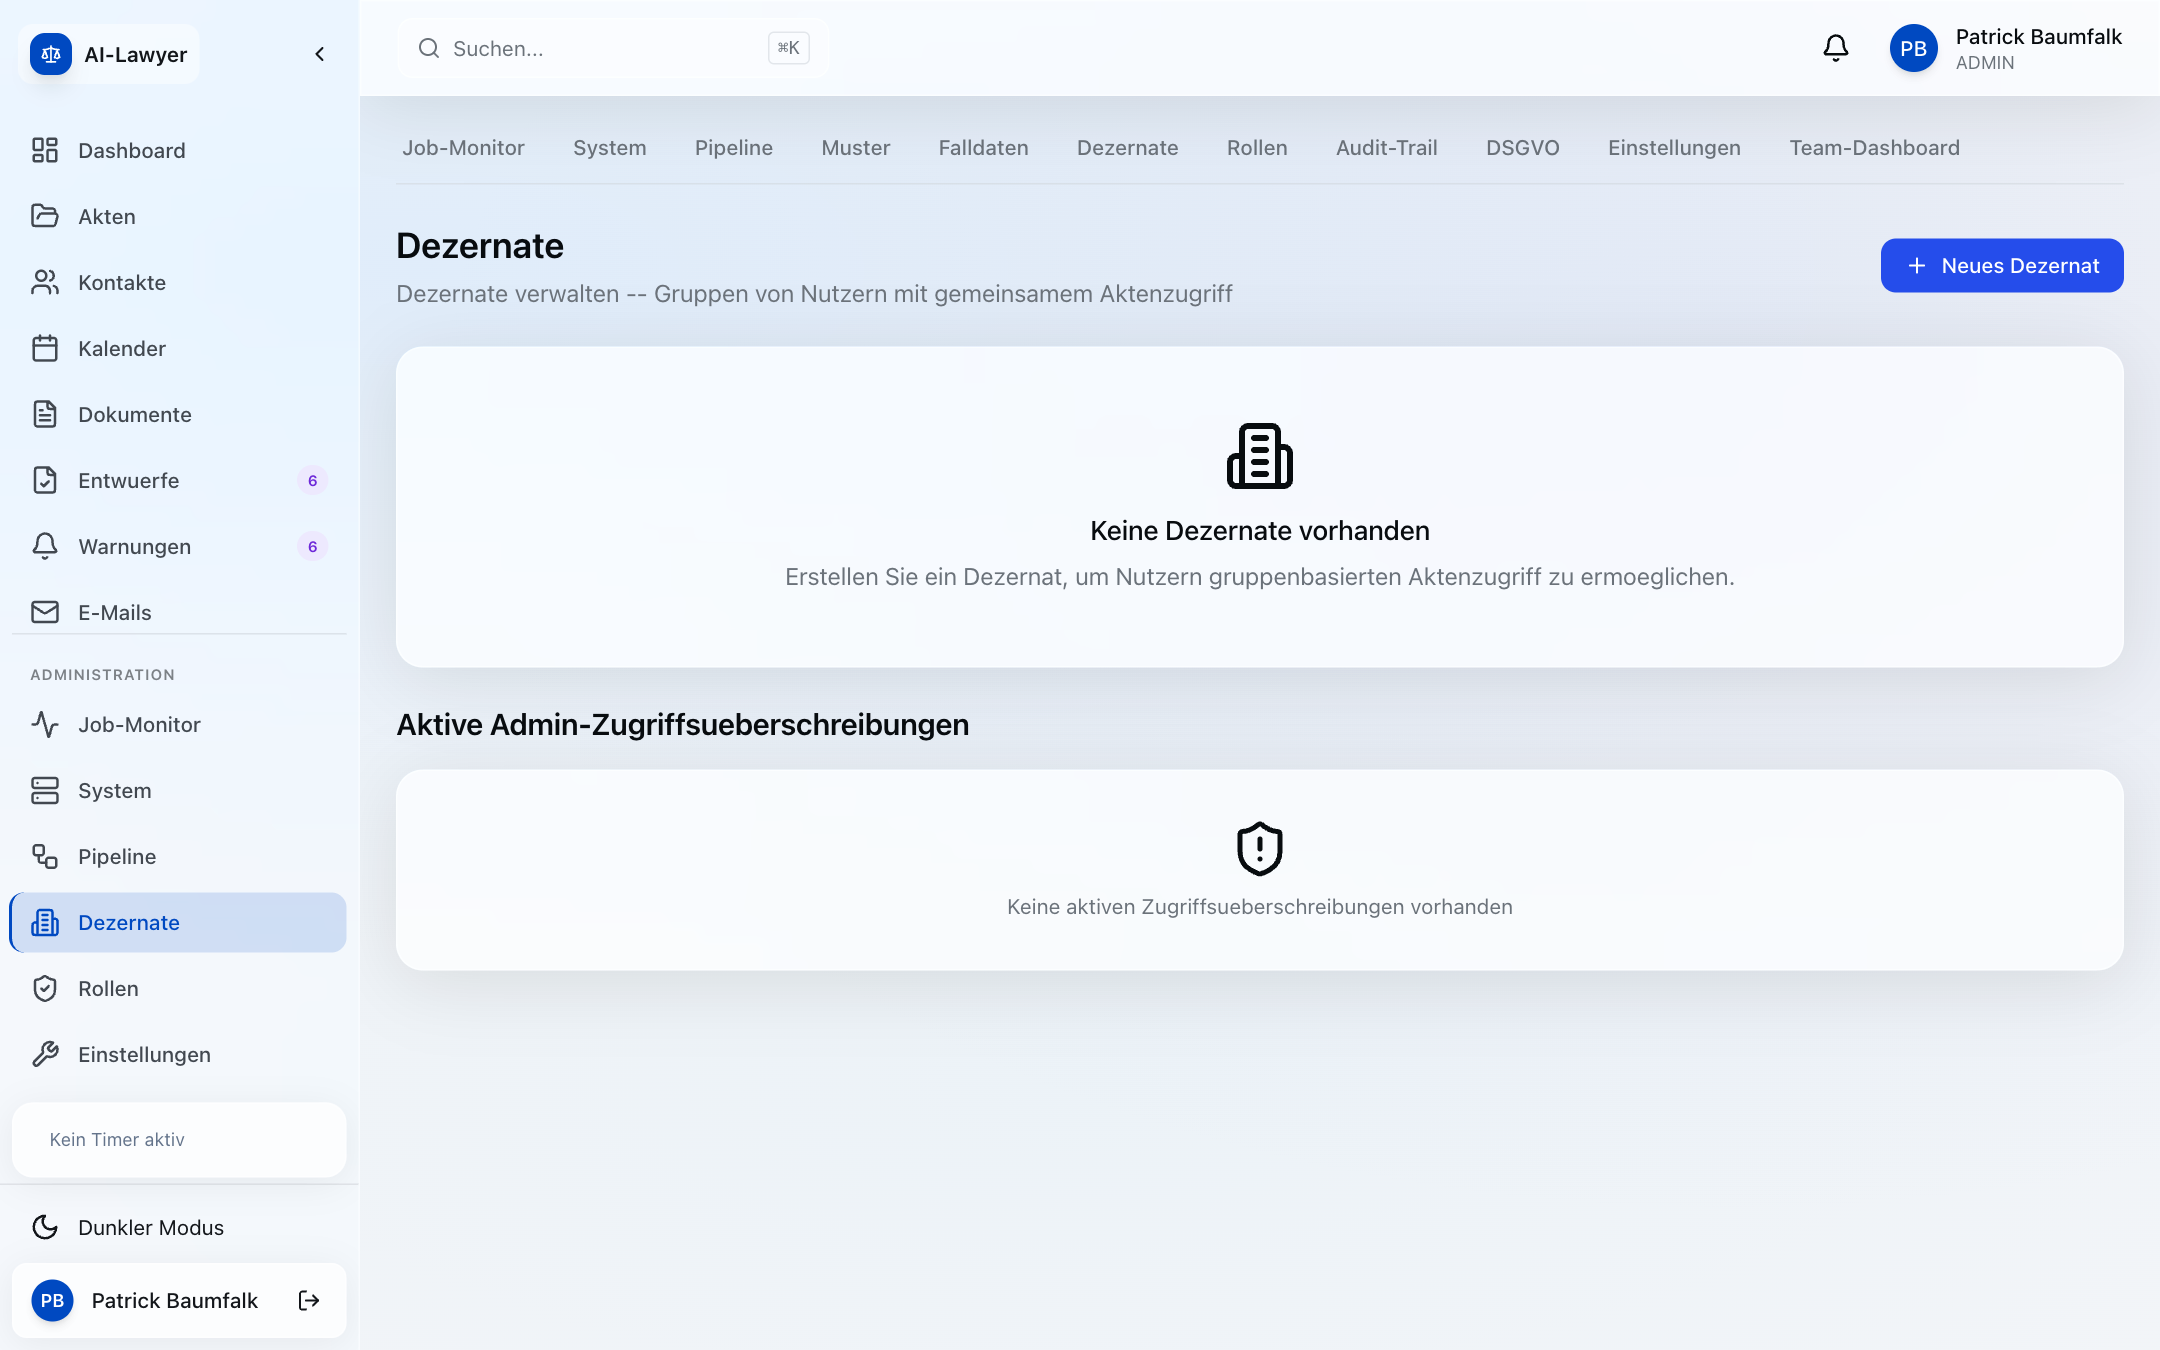 AI-Lawyer
Suchen...
⌘K
PB
Patrick Baumfalk
ADMIN
Dashboard
Akten
Kontakte
Kalender
Dokumente
Entwuerfe
6
Warnungen
6
E-Mails
ADMINISTRATION
Job-Monitor
System
Pipeline
Dezernate
Rollen
Einstellungen
Kein Timer aktiv
Dunkler Modus
PB
Patrick Baumfalk
Job-Monitor
System
Pipeline
Muster
Falldaten
Dezernate
Rollen
Audit-Trail
DSGVO
Einstellungen
Team-Dashboard
Dezernate
Dezernate verwalten -- Gruppen von Nutzern mit gemeinsamem Aktenzugriff
Neues Dezernat
Keine Dezernate vorhanden
Erstellen Sie ein Dezernat, um Nutzern gruppenbasierten Aktenzugriff zu ermoeglichen.
Aktive Admin-Zugriffsueberschreibungen
Keine aktiven Zugriffsueberschreibungen vorhanden